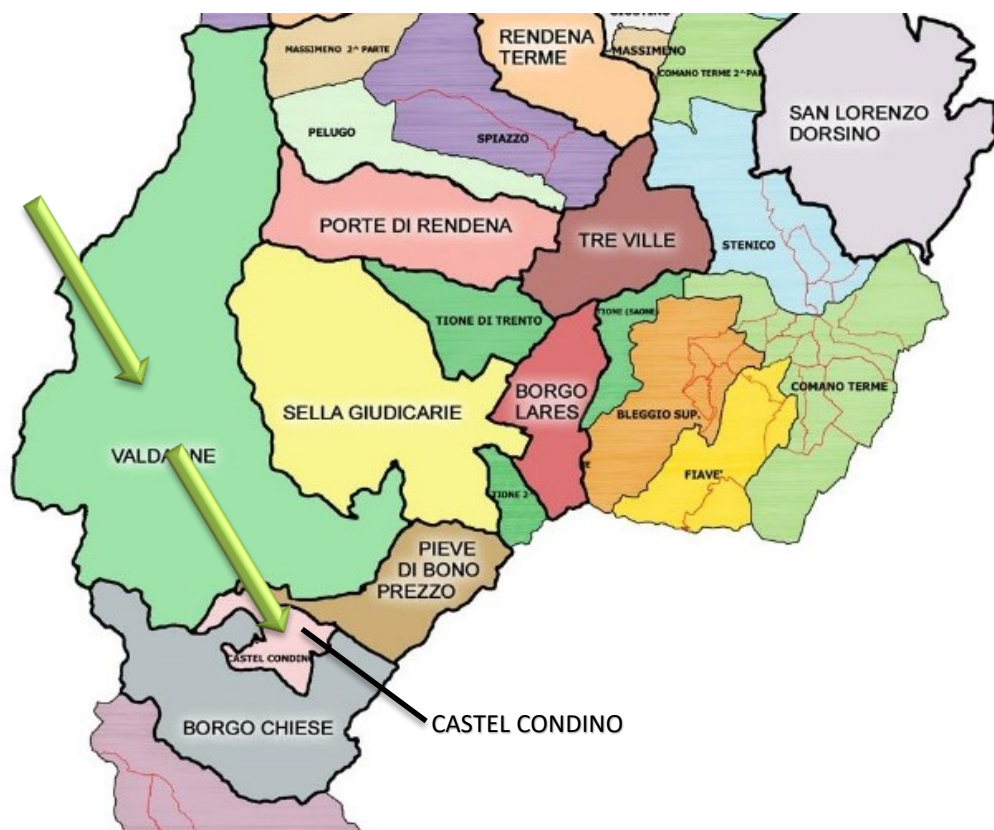 GIUSTINO
RENDENA
TERME
MASSIMENO 2^ PARTE
MASSIMENO
COMANO TERME 2^PA
SAN LORENZO
DORSINO
PELUGO
SPIAZZO
PORTE DI RENDENA
TRE VILLE
STENICO
TIONE DI TRENTO
TIONE (SAONE)
SELLA GIUDICARIE
BORGO
LARES
BLEGGIO SUP.
COMANO TERME
VALDAONE
FIAVE'
TIONE 2^
PIEVE
DI BONO
PREZZO
CASTEL CONDINO
BORGO CHIESE
CASTEL CONDINO